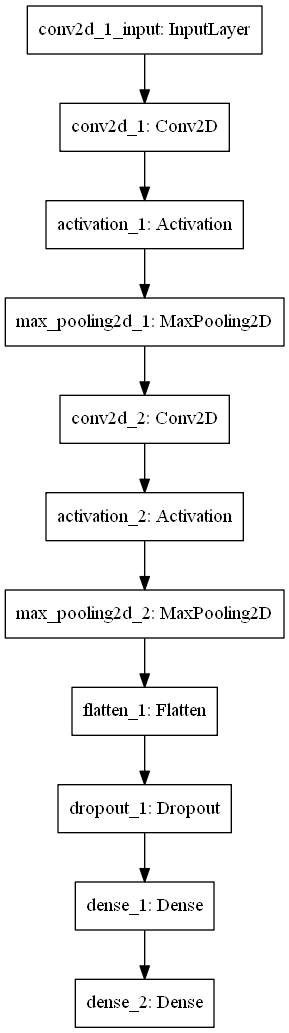 conv2d_1_input: InputLayer
conv2d_1: Conv2D
activation_1: Activation
max_pooling2d_1: MaxPooling2D
conv2d_2: Conv2D
activation_2: Activation
max_pooling2d_2: MaxPooling2D
flatten_1: Flatten
dropout_1: Dropout
dense_1: Dense
dense_2: Dense